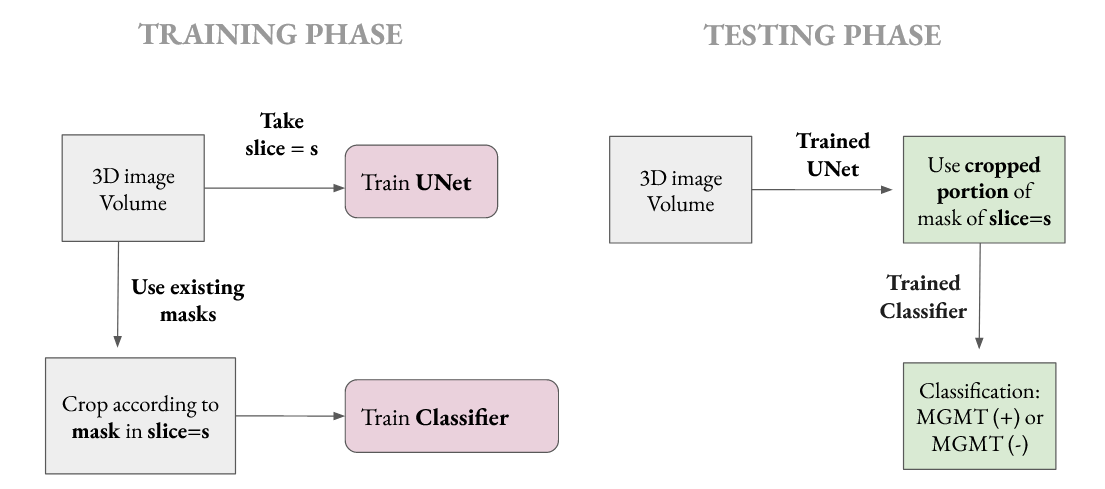 TRAINING PHASE
Take
slice = s
3D image
Volume
Train UNet
Use existing
masks
Crop according to
mask in slice=s
Train Classifier
TESTING PHASE
3D image
Volume
Trained
UNet
Use cropped
portion of
mask of slice=s
Trained
Classifier
Classification:
MGMT (+) or
MGMT (-)